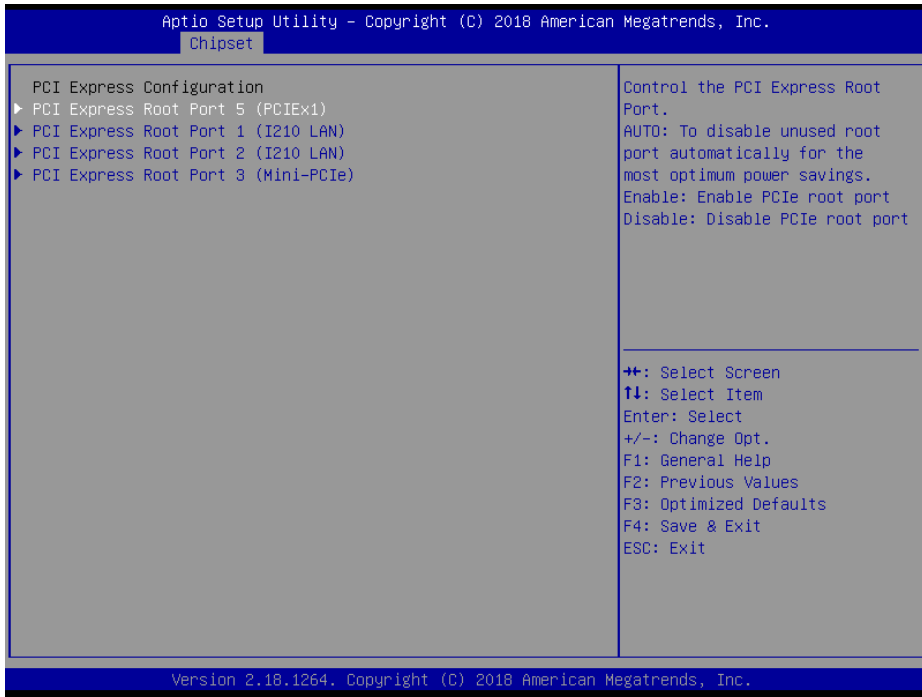 Aptio Setup Utility – Copyright (C) 2018 American Megatrends, Inc.
Chipset
PCI Express Configuration
▶ PCI Express Root Port 5 (PCIEx1)
▶ PCI Express Root Port 1 (I210 LAN)
▶ PCI Express Root Port 2 (I210 LAN)
▶ PCI Express Root Port 3 (Mini-PCIe)
Control the PCI Express Root
Port.
AUTO: To disable unused root
port automatically for the
most optimum power savings.
Enable: Enable PCIe root port
Disable: Disable PCIe root port
→←: Select Screen
↑↓: Select Item
Enter: Select
+/-: Change Opt.
F1: General Help
F2: Previous Values
F3: Optimized Defaults
F4: Save & Exit
ESC: Exit
Version 2.18.1264. Copyright (C) 2018 American Megatrends, Inc.